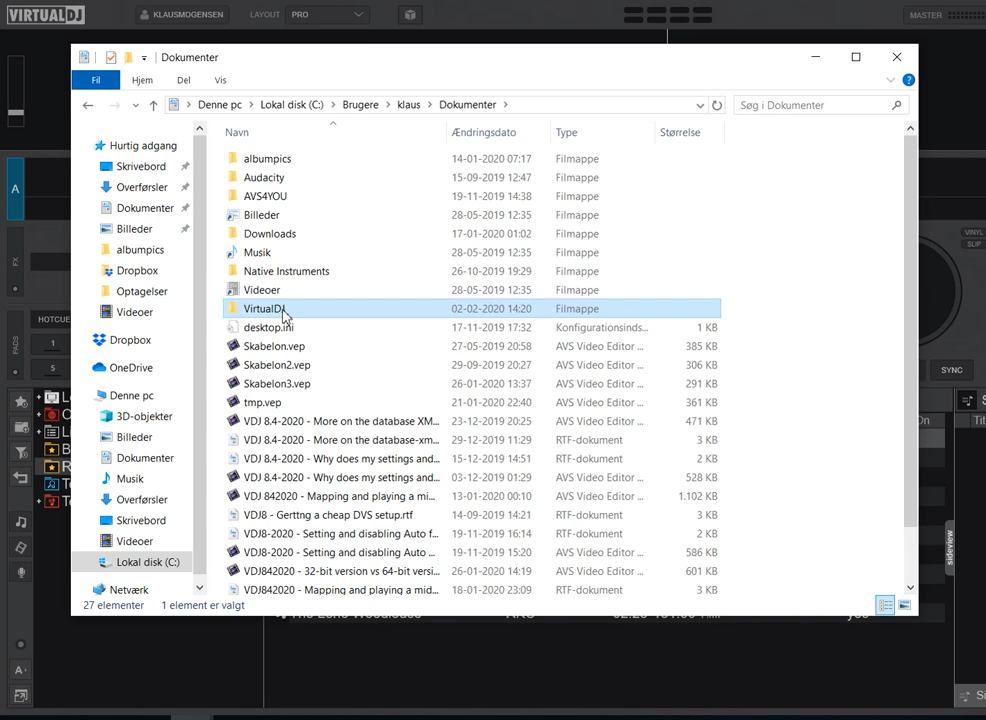 VIRTUALDJ
KLAUSMOGENSEN
LAYOUT PRO
MASTER
Dokumenter
Fil Hjem Del Vis
Denne pc > Lokal disk (C:) > Brugere > klaus > Dokumenter >
Søg i Dokumenter
Navn Ændringsdato Type Størrelse
Hurtig adgang
Skrivebord
Overførsler
Dokumenter
Billeder
albumpics
Dropbox
Optagelser
Videoer
Dropbox
OneDrive
Denne pc
3D-objekter
Billeder
Dokumenter
Musik
Overførsler
Skrivebord
Videoer
Lokal disk (C:)
Netværk
albumpics 14-01-2020 07:17 Filmappe
Audacity 15-09-2019 12:47 Filmappe
AVS4YOU 19-11-2019 14:38 Filmappe
Billeder 28-05-2019 12:35 Filmappe
Downloads 17-01-2020 01:02 Filmappe
Musik 28-05-2019 12:35 Filmappe
Native Instruments 26-10-2019 19:29 Filmappe
Videoer 28-05-2019 12:35 Filmappe
VirtualDJ 02-02-2020 14:20 Filmappe
desktop.ini 17-11-2019 17:32 Konfigurationsinds... 1 KB
Skabelon.vep 27-05-2019 20:58 AVS Video Editor ... 385 KB
Skabelon2.vep 29-09-2019 20:27 AVS Video Editor ... 306 KB
Skabelon3.vep 26-01-2020 13:37 AVS Video Editor ... 291 KB
tmp.vep 21-01-2020 22:40 AVS Video Editor ... 361 KB
VDJ 8.4-2020 - More on the database XM... 23-12-2019 20:25 AVS Video Editor ... 471 KB
VDJ 8.4-2020 - More on the database-xm... 29-12-2019 11:29 RTF-dokument 3 KB
VDJ 8.4-2020 - Why does my settings and... 15-12-2019 14:51 RTF-dokument 2 KB
VDJ 8.4-2020 - Why does my settings and... 03-12-2019 01:29 AVS Video Editor ... 528 KB
VDJ 842020 - Mapping and playing a mi... 13-01-2020 00:10 AVS Video Editor ... 1.102 KB
VDJ8 - Gerttng a cheap DVS setup.rtf 14-09-2019 14:21 RTF-dokument 3 KB
VDJ8-2020 - Setting and disabling Auto f... 19-11-2019 16:14 RTF-dokument 2 KB
VDJ8-2020 - Setting and disabling Auto ... 19-11-2019 15:20 AVS Video Editor ... 586 KB
VDJ842020 - 32-bit version vs 64-bit versi... 26-01-2020 14:19 AVS Video Editor ... 601 KB
VDJ842020 - Mapping and playing a mid... 18-01-2020 23:09 RTF-dokument 3 KB
27 elementer 1 element er valgt
A
FX
HOTCUE
PADS
1
5
VINYL
SLIP
SYNC
sideview
A